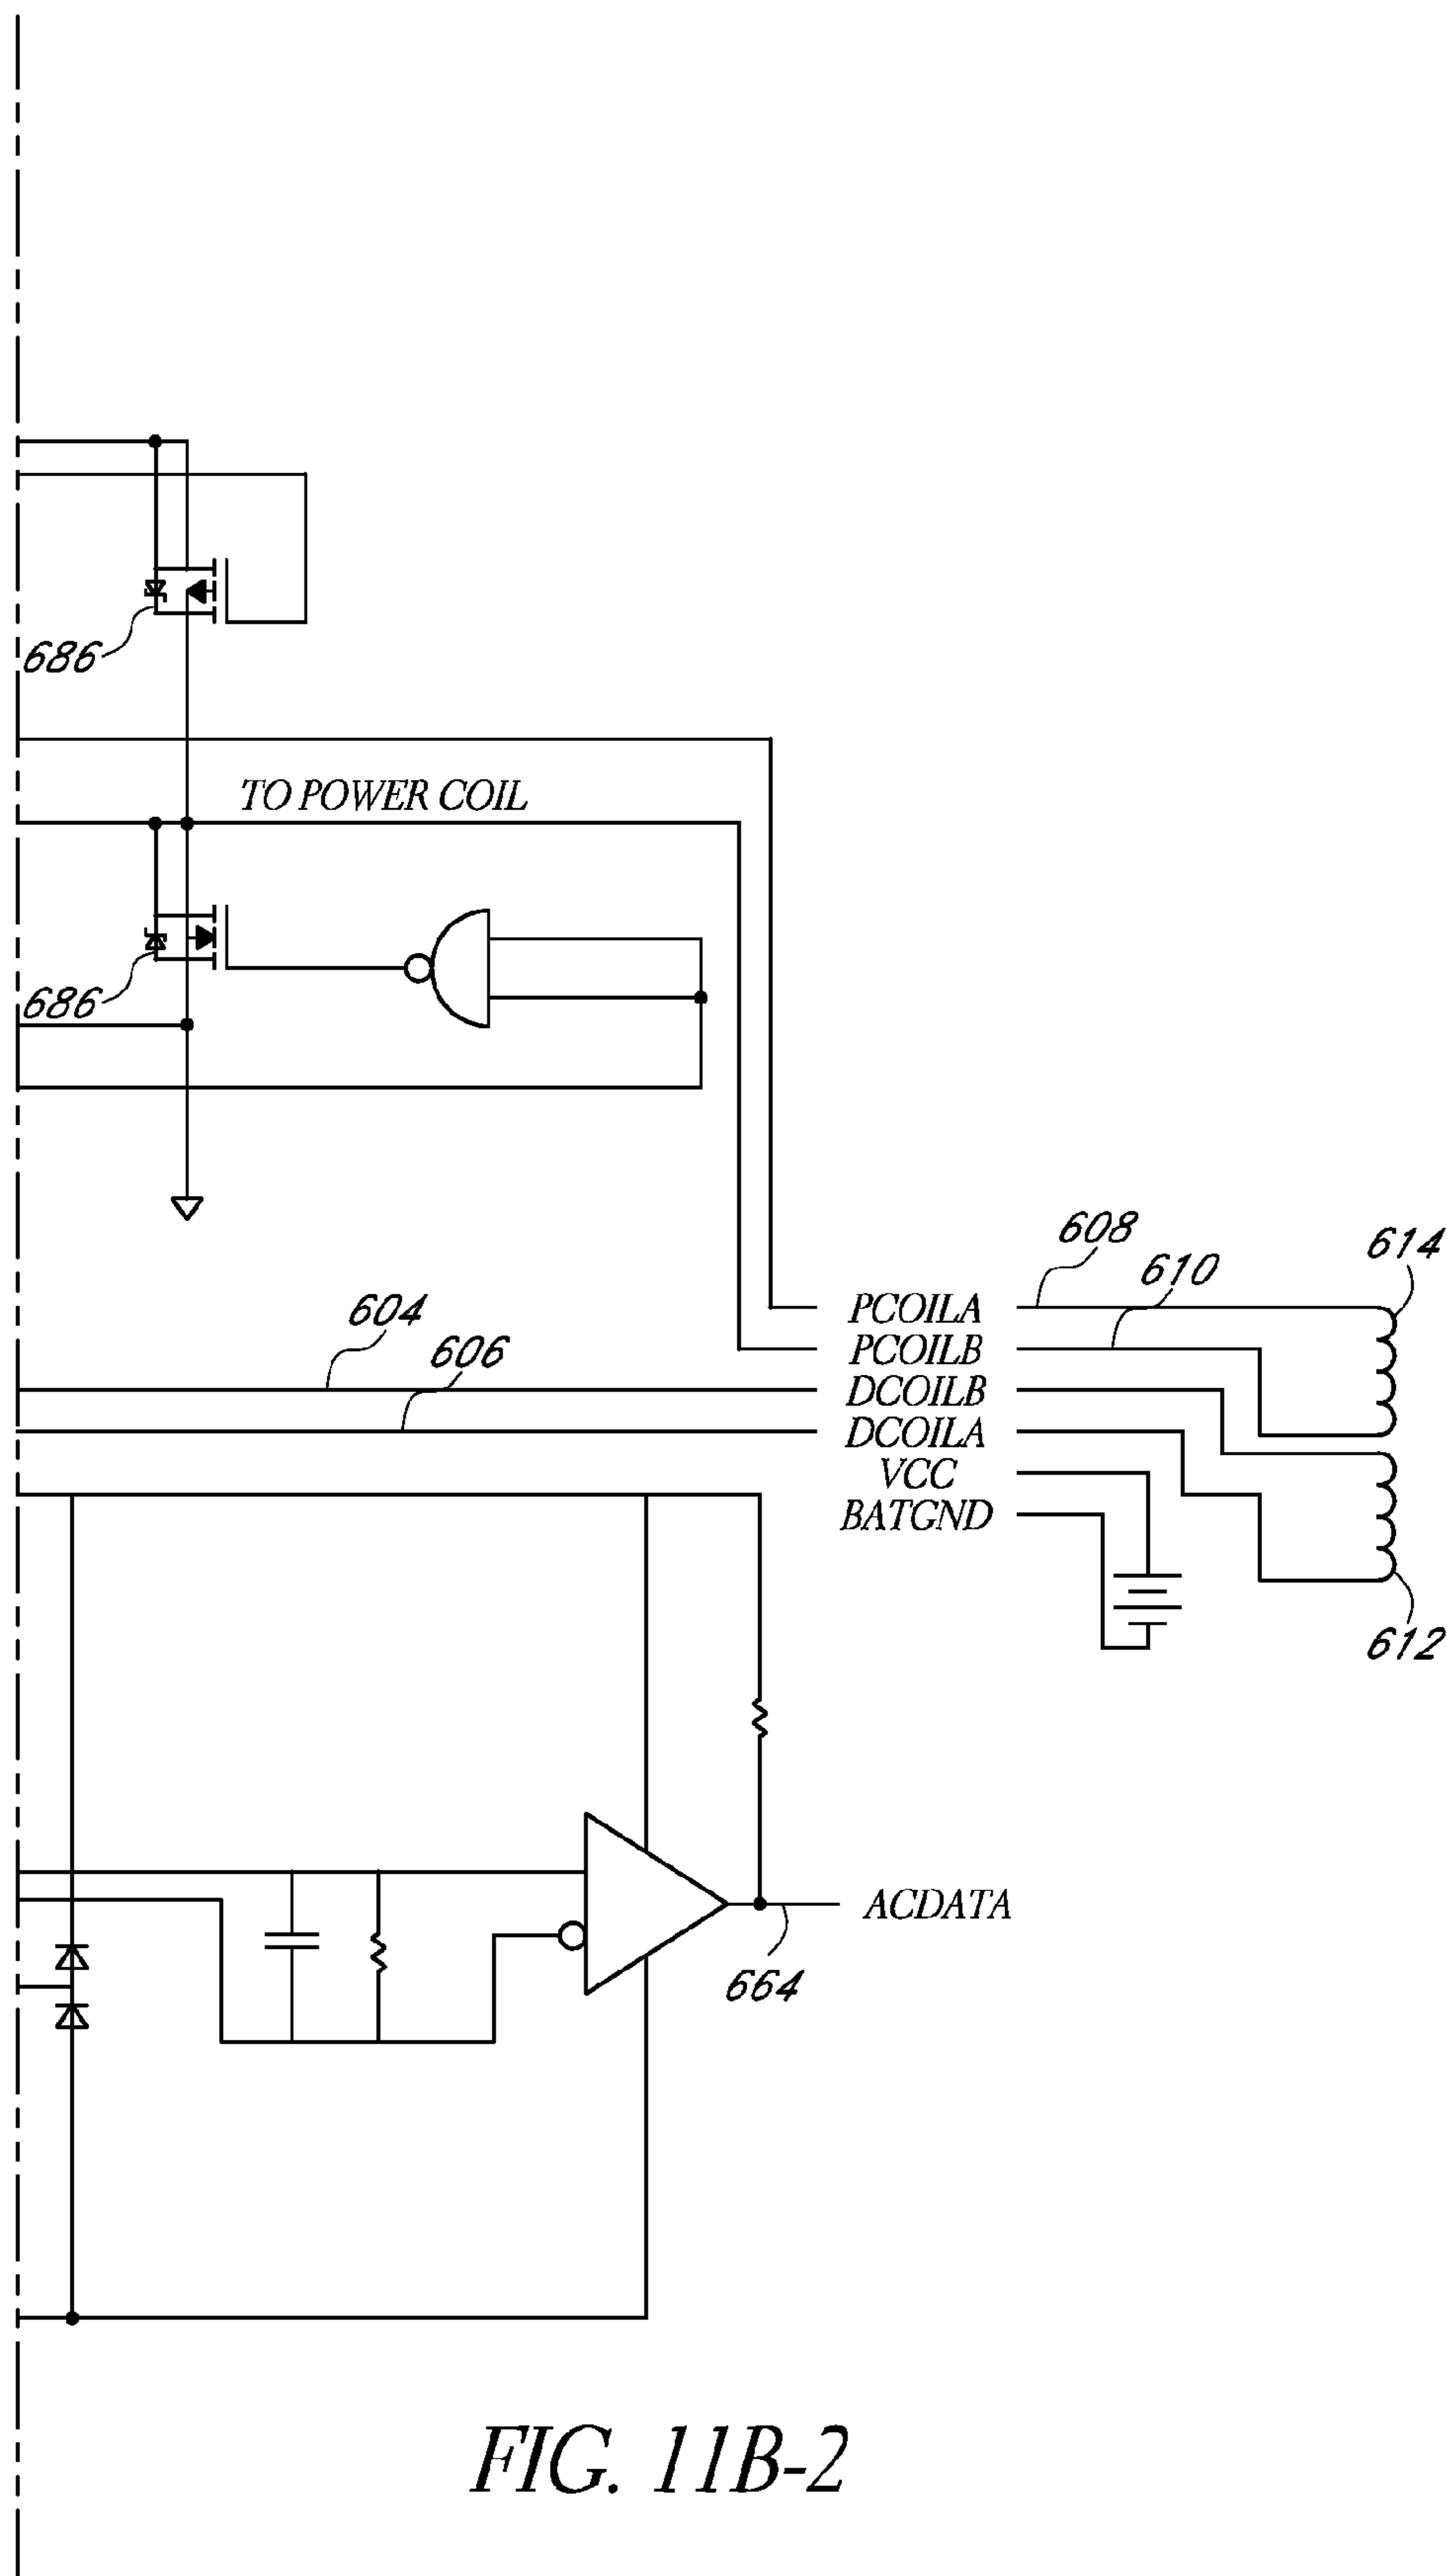 686
TO POWER COIL
686
608
614
610
604
PCOILA
606
PCOILB
DCOILB
DCOILA
VCC
BATGND
612
ACDATA
664
FIG. 11B-2